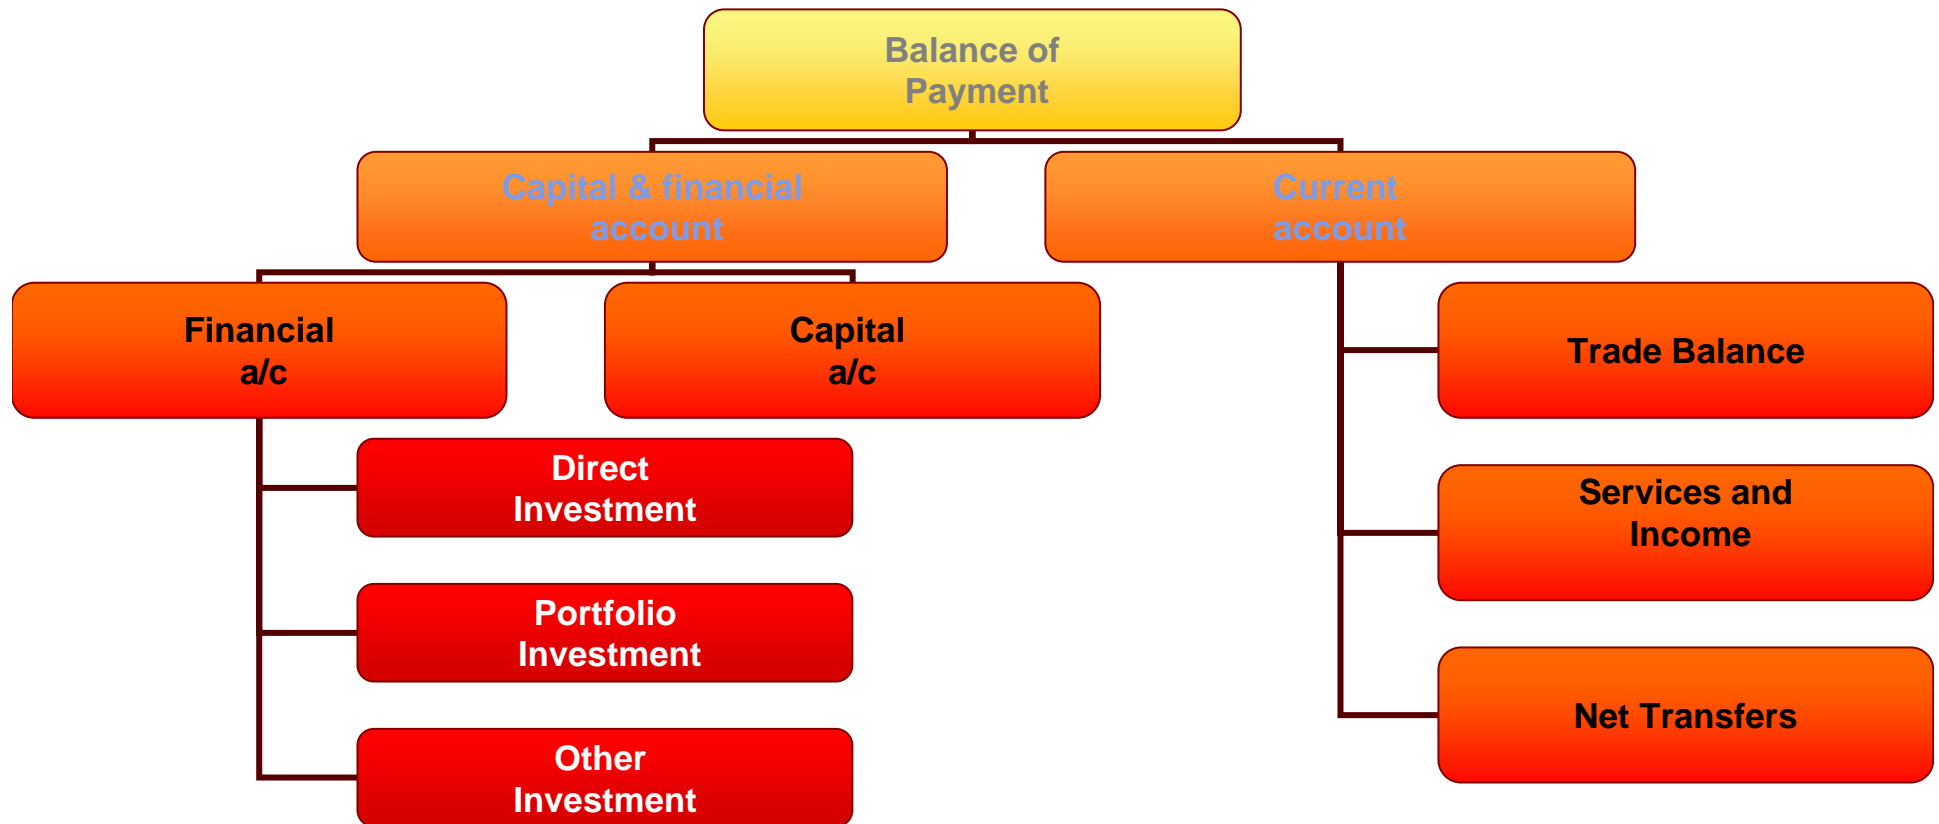 Balance of
Payment
Capital & financial
account
Current
account
Financial
a/c
Capital
a/c
Trade Balance
Direct
Investment
Services and
Income
Portfolio
Investment
Net Transfers
Other
Investment